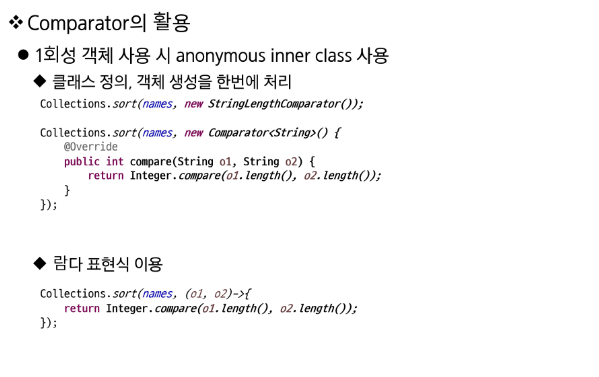 ❖ Comparator의 활용
● 1회성 객체 사용 시 anonymous inner class 사용
◆ 클래스 정의, 객체 생성을 한번에 처리
Collections.sort(names, new StringLengthComparator());
Collections.sort(names, new Comparator<String>() {
@Override
public int compare(String o1, String o2) {
return Integer.compare(o1.length(), o2.length());
}
});
◆ 람다 표현식 이용
Collections.sort(names, (o1, o2)->{
return Integer.compare(o1.length(), o2.length());
});